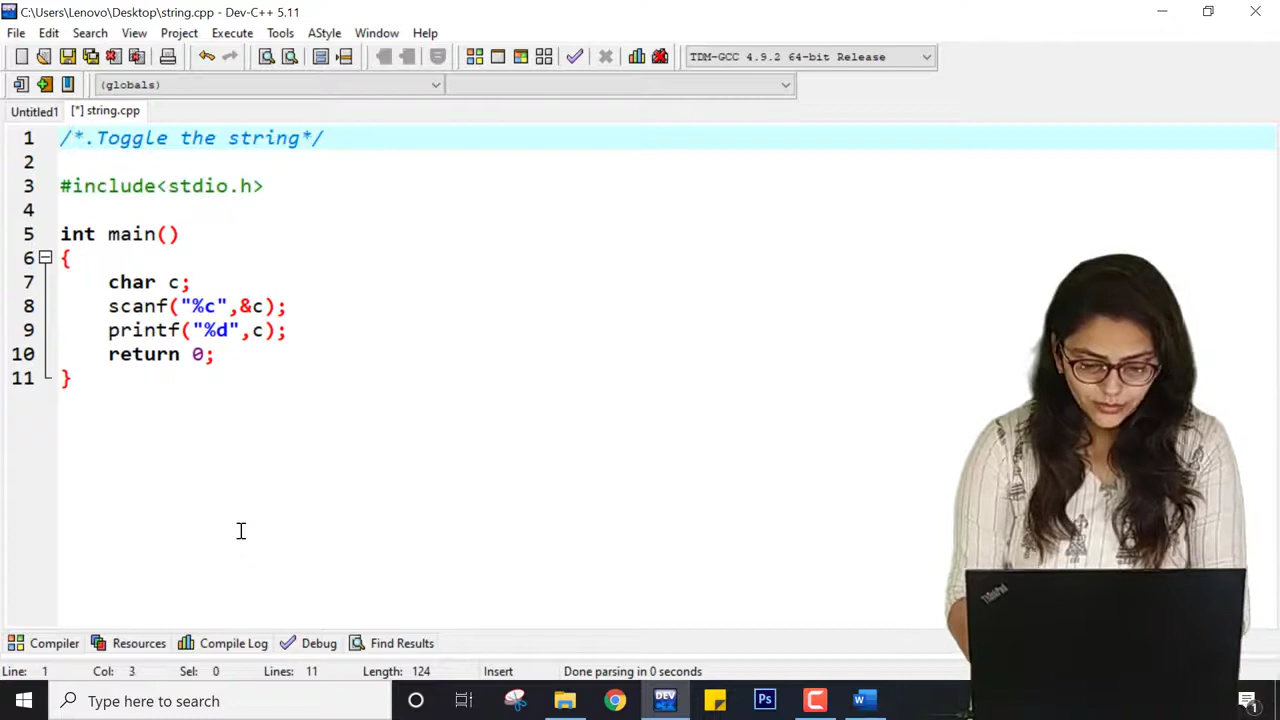 C:\Users\Lenovo\Desktop\string.cpp - Dev-C++ 5.11
File Edit Search View Project Execute Tools AStyle Window Help
TDM-GCC 4.9.2 64-bit Release
(globals)
Untitled1 [*] string.cpp
1 /*.Toggle the string*/
2
3 #include<stdio.h>
4
5 int main()
6 {
7 char c;
8 scanf("%c",&c);
9 printf("%d",c);
10 return 0;
11 }
Compiler Resources Compile Log Debug Find Results
Line: 1 Col: 3 Sel: 0 Lines: 11 Length: 124 Insert Done parsing in 0 seconds
Type here to search
DEV
Ps
W
1
ThinkPad